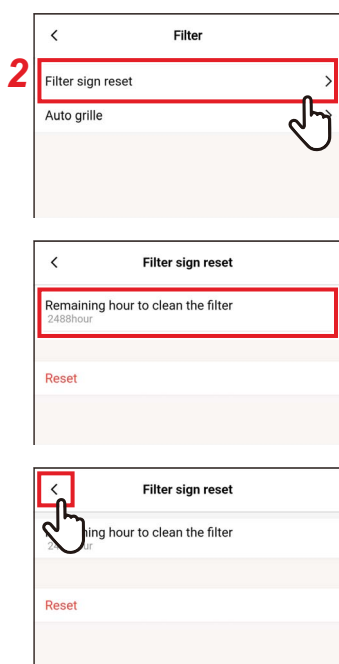 Filter
2
Filter sign reset
Auto grille
Filter sign reset
Remaining hour to clean the filter
2488hour
Reset
Filter sign reset
hour to clean the filter
Reset